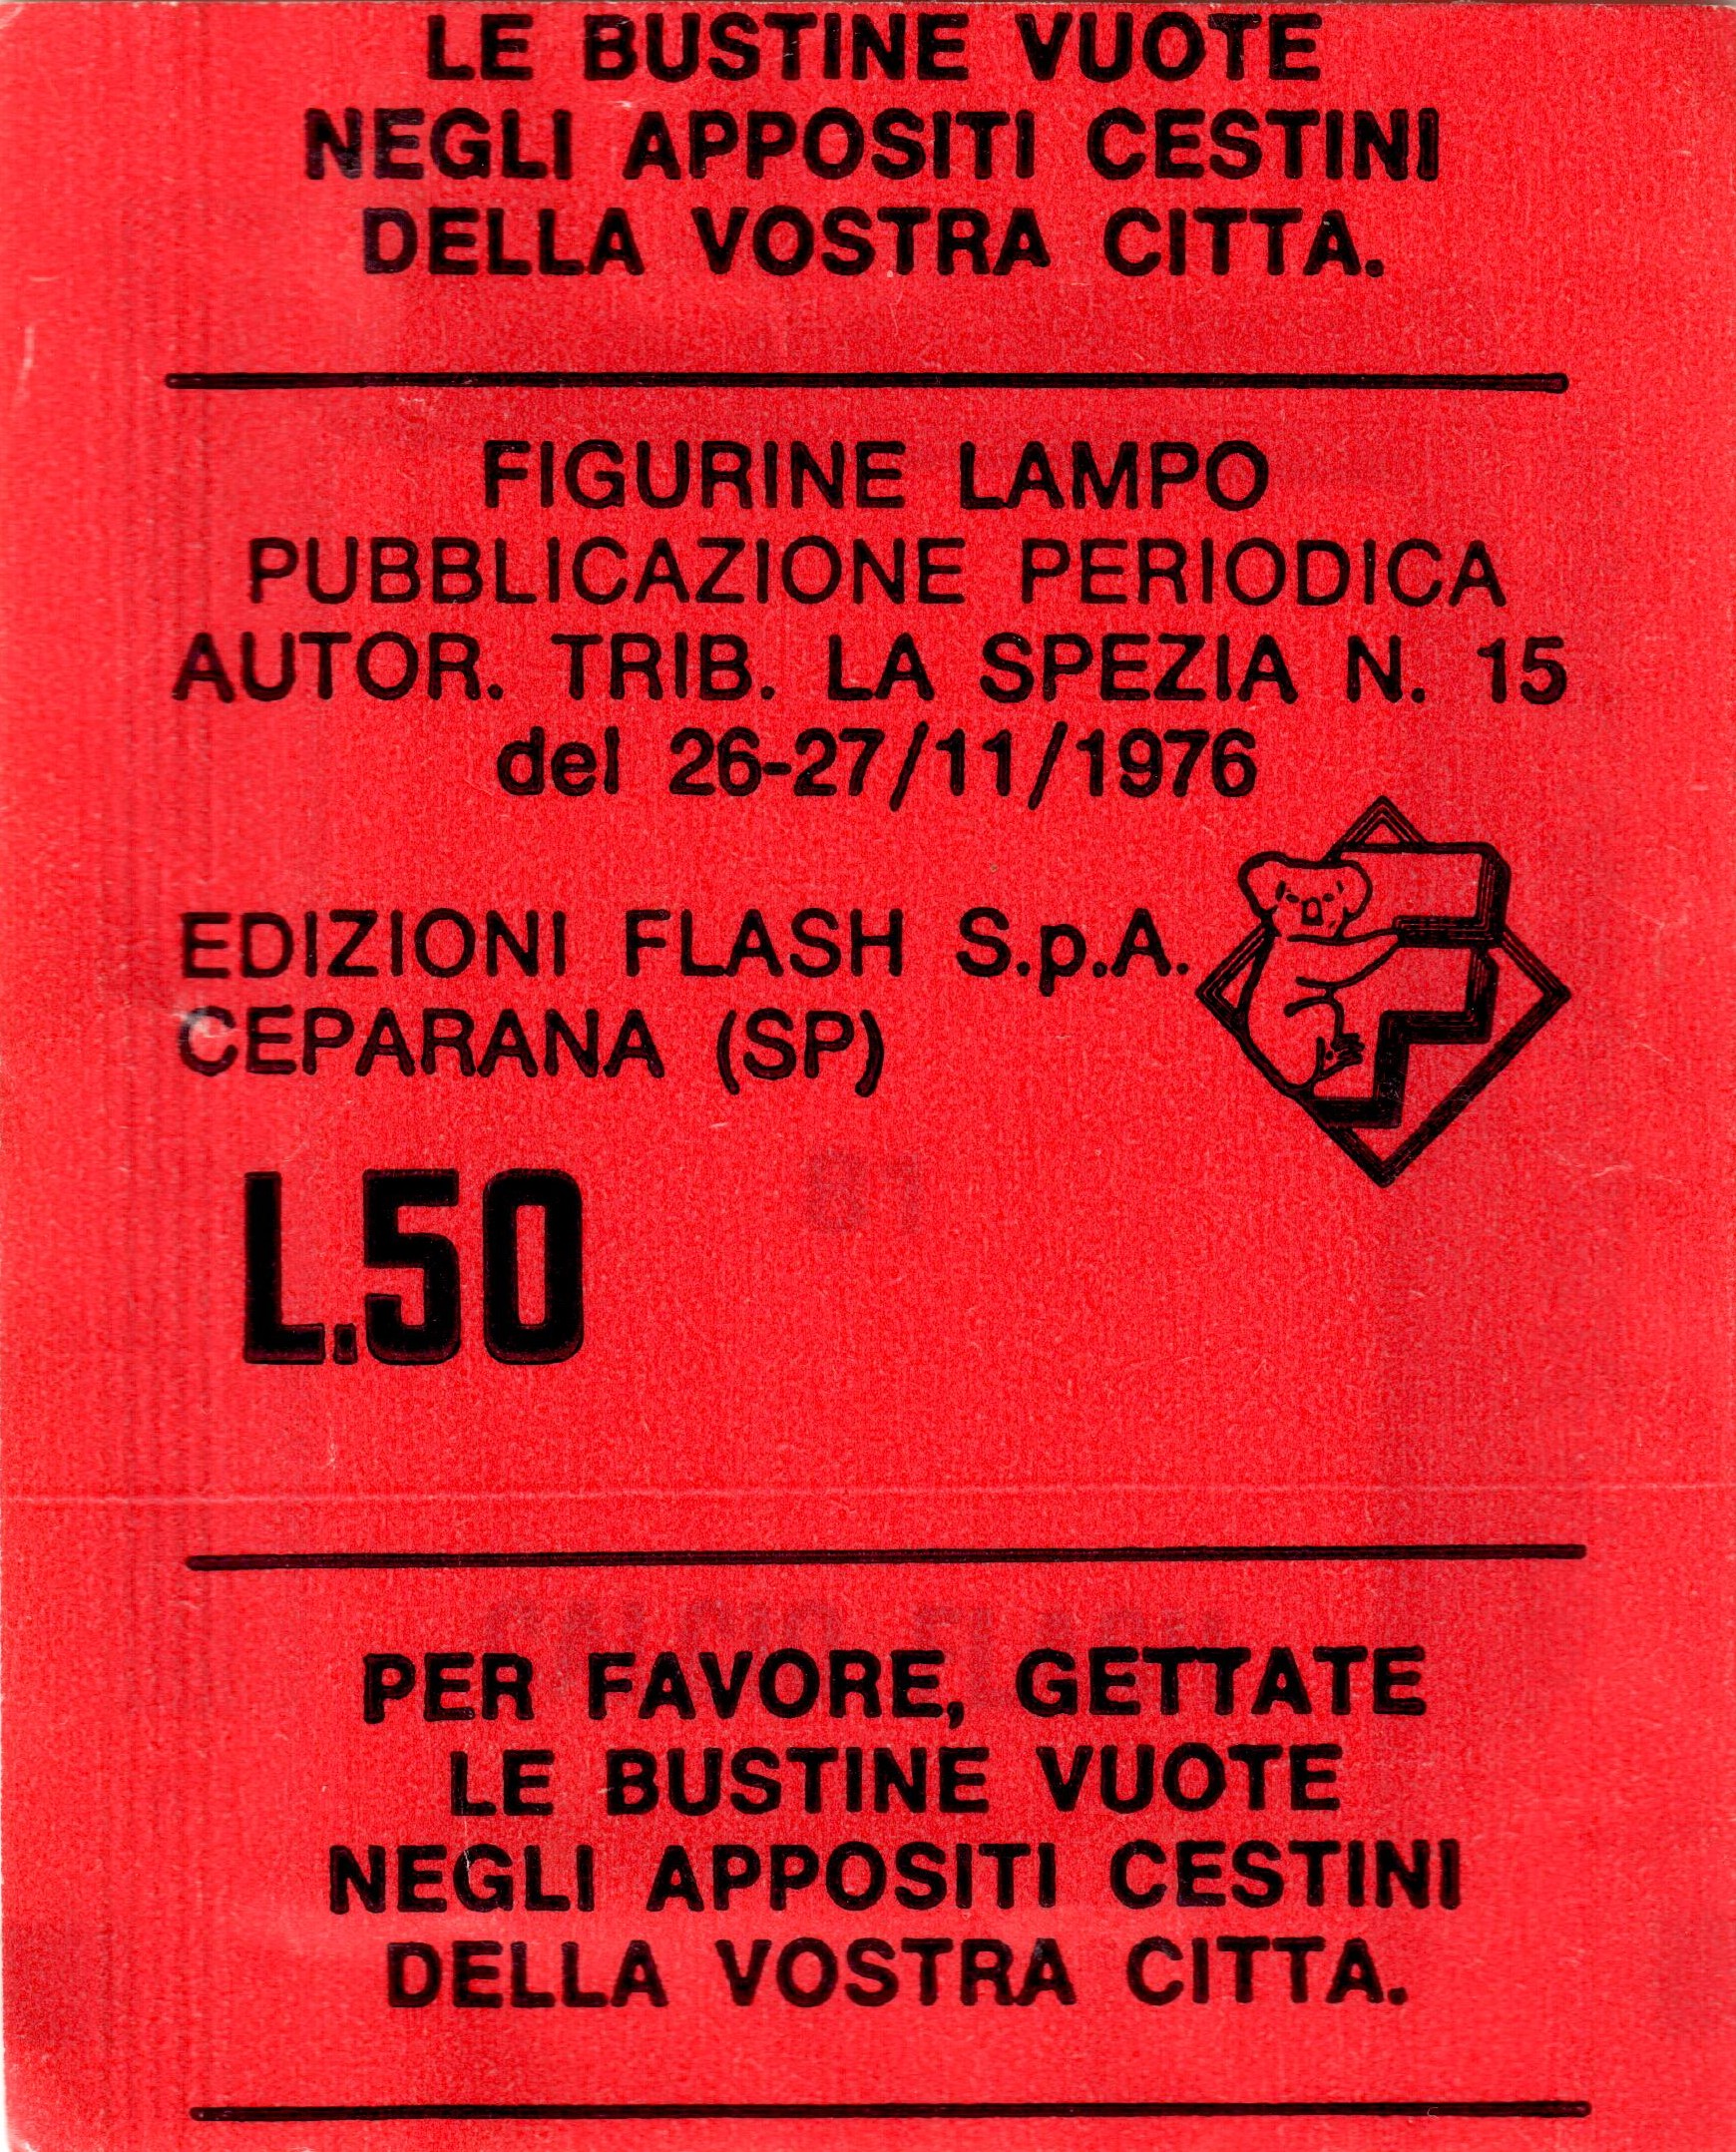 LE BUSTINE VUOTE
NEGLI APPOSITI CESTINI
DELLA VOSTRA CITTA.
FIGURINE LAMPO
PUBBLICAZIONE PERIODICA
AUTOR. TRIB. LA SPEZIA N. 15
del 26-27/11/1976
EDIZIONI FLASH S.p.A.
CEPARANA (SP)
L.50
PER FAVORE, GETTATE
LE BUSTINE VUOTE
NEGLI APPOSITI CESTINI
DELLA VOSTRA CITTA.